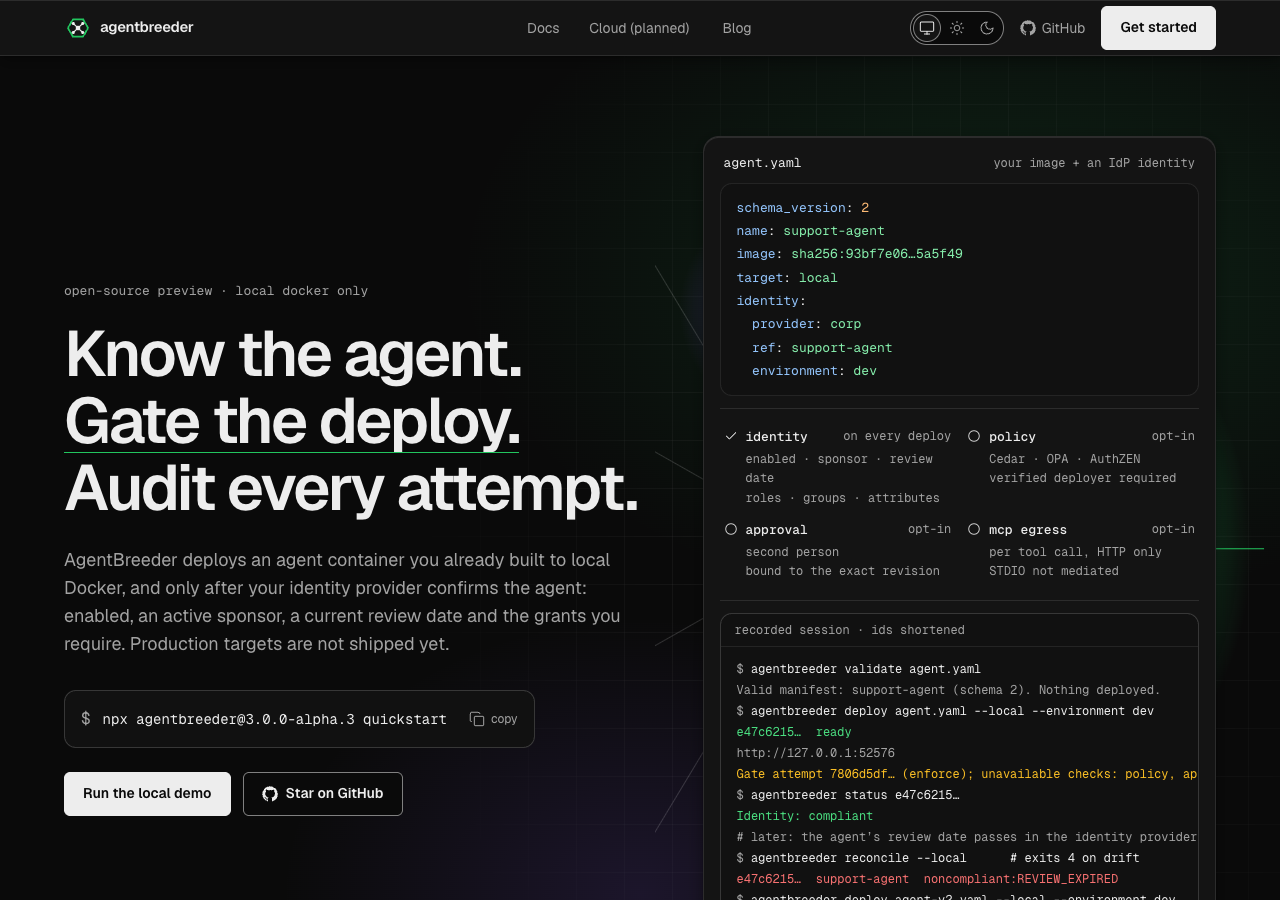 agentbreeder
Docs
Cloud (planned)
Blog
GitHub
Get started
open-source preview · local docker only
Know the agent.
Gate the deploy.
Audit every attempt.
AgentBreeder deploys an agent container you already built to local
Docker, and only after your identity provider confirms the agent:
enabled, an active sponsor, a current review date and the grants you
require. Production targets are not shipped yet.
$ npx agentbreeder@3.0.0-alpha.3 quickstart
copy
Run the local demo
Star on GitHub
agent.yaml
your image + an IdP identity
schema_version: 2
name: support-agent
image: sha256:93bf7e06…5a5f49
target: local
identity:
  provider: corp
  ref: support-agent
  environment: dev
identity
on every deploy
enabled · sponsor · review
date
roles · groups · attributes
policy
opt-in
Cedar · OPA · AuthZEN
verified deployer required
approval
opt-in
second person
bound to the exact revision
mcp egress
opt-in
per tool call, HTTP only
STDIO not mediated
recorded session · ids shortened
$ agentbreeder validate agent.yaml
Valid manifest: support-agent (schema 2). Nothing deployed.
$ agentbreeder deploy agent.yaml --local --environment dev
e47c6215…  ready
http://127.0.0.1:52576
Gate attempt 7806d5df… (enforce); unavailable checks: policy, ap
$ agentbreeder status e47c6215…
Identity: compliant
# later: the agent's review date passes in the identity provider
$ agentbreeder reconcile --local      # exits 4 on drift
e47c6215…  support-agent  noncompliant:REVIEW_EXPIRED
$ agentbreeder deploy agent-v2.yaml --local --environment dev